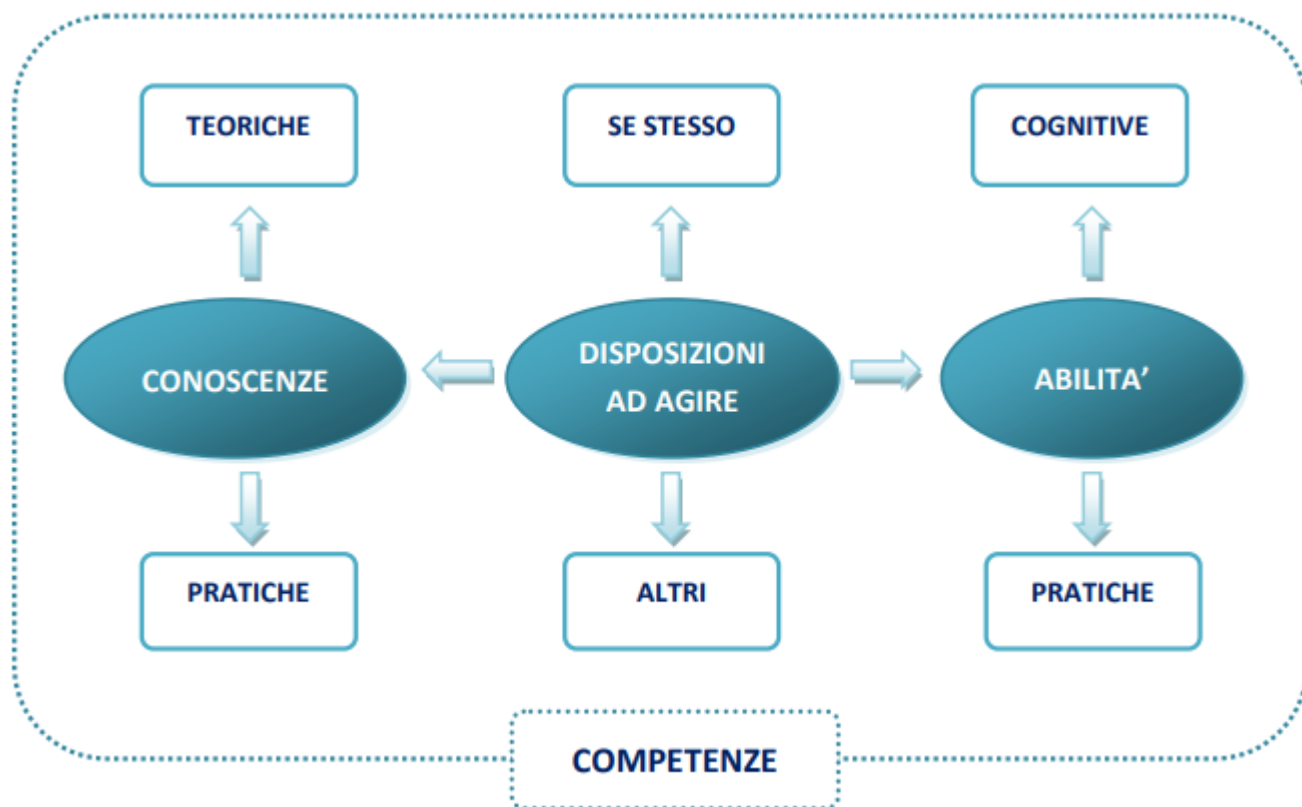 TEORICHE
SE STESSO
COGNITIVE
CONOSCENZE
DISPOSIZIONI
AD AGIRE
ABILITA’
PRATICHE
ALTRI
PRATICHE
COMPETENZE